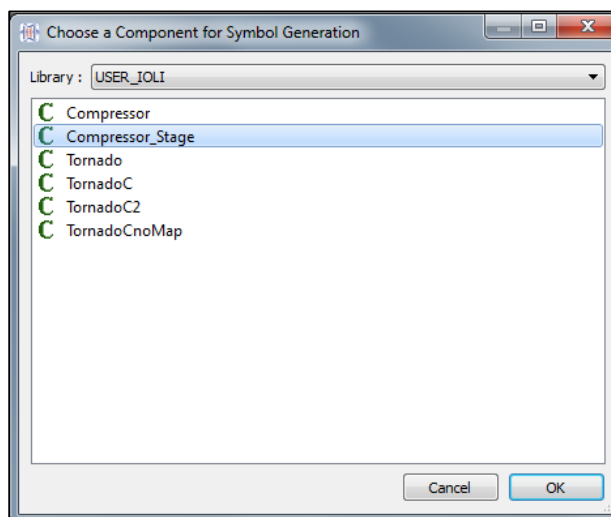 Choose a Component for Symbol Generation
Library : USER_IOLI
C Compressor
C Compressor_Stage
C Tornado
C TornadoC
C TornadoC2
C TornadoCnoMap
Cancel OK